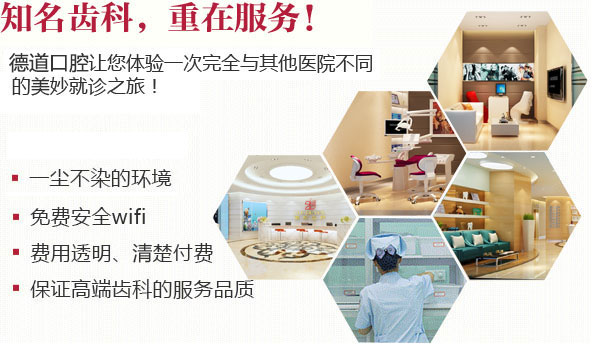 知名齿科，重在服务！
德道口腔让您体验一次完全与其他医院不同
的美妙就诊之旅！
一尘不染的环境
免费安全wifi
费用透明、清楚付费
保证高端齿科的服务品质